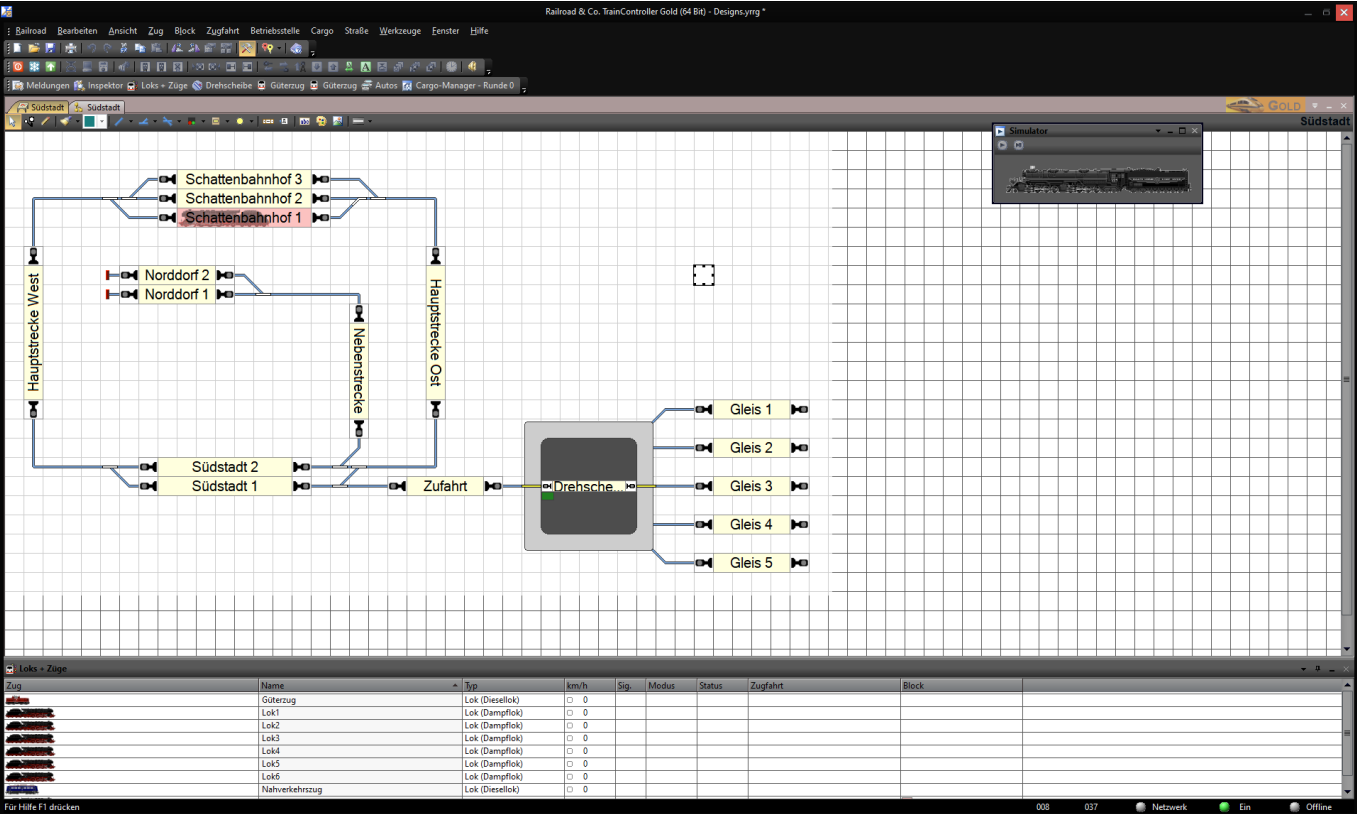 Railroad & Co. TrainController Gold (64 Bit) - Designs.yrrg *
Railroad Bearbeiten Ansicht Zug Block Zugfahrt Betriebsstelle Cargo Straße Werkzeuge Fenster Hilfe
Meldungen Inspektor Loks + Züge Drehscheibe Güterzug Güterzug Autos Cargo-Manager - Runde 0
Südstadt Südstadt GOLD
Südstadt
Simulator
Schattenbahnhof 3
Schattenbahnhof 2
Schattenbahnhof 1
Hauptstrecke West
Norddorf 2
Norddorf 1
Nebenstrecke
Hauptstrecke Ost
Südstadt 2
Südstadt 1
Zufahrt
Drehsche...
Gleis 1
Gleis 2
Gleis 3
Gleis 4
Gleis 5
Loks + Züge
Zug Name Typ km/h Sig. Modus Status Zugfahrt Block
Güterzug Lok (Diesellok) 0
Lok1 Lok (Dampflok) 0
Lok2 Lok (Dampflok) 0
Lok3 Lok (Dampflok) 0
Lok4 Lok (Dampflok) 0
Lok5 Lok (Dampflok) 0
Lok6 Lok (Dampflok) 0
Nahverkehrszug Lok (Diesellok) 0
Für Hilfe F1 drücken 008 037 Netzwerk Ein Offline